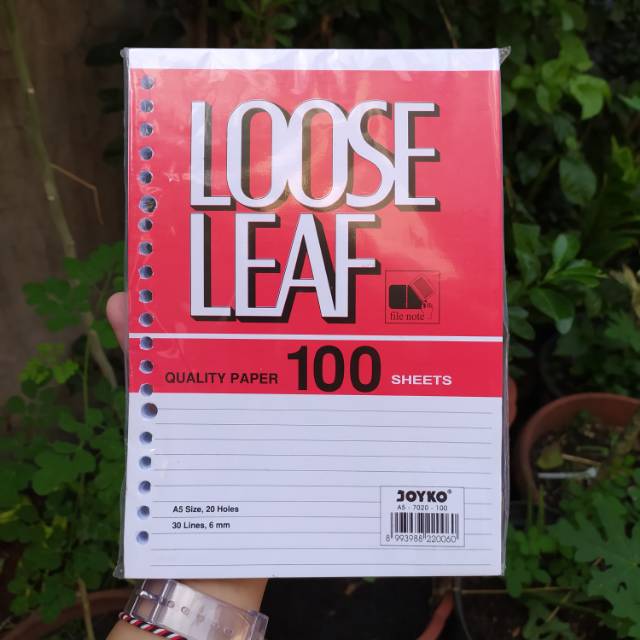 LOOSE
LEAF
file note
QUALITY PAPER 100 SHEETS
A5 Size, 20 Holes
30 Lines, 6 mm
JOYKO®
A5 - 7020 - 100
8 993988 220060